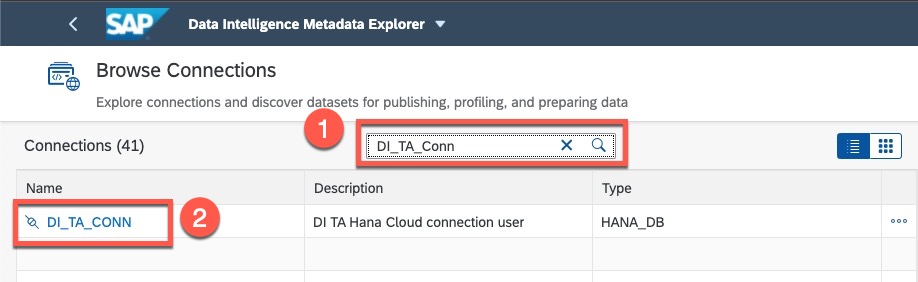 SAP Data Intelligence Metadata Explorer
Browse Connections
Explore connections and discover datasets for publishing, profiling, and preparing data
1
Connections (41) DI_TA_Conn
Name Description Type
DI_TA_CONN 2 DI TA Hana Cloud connection user HANA_DB